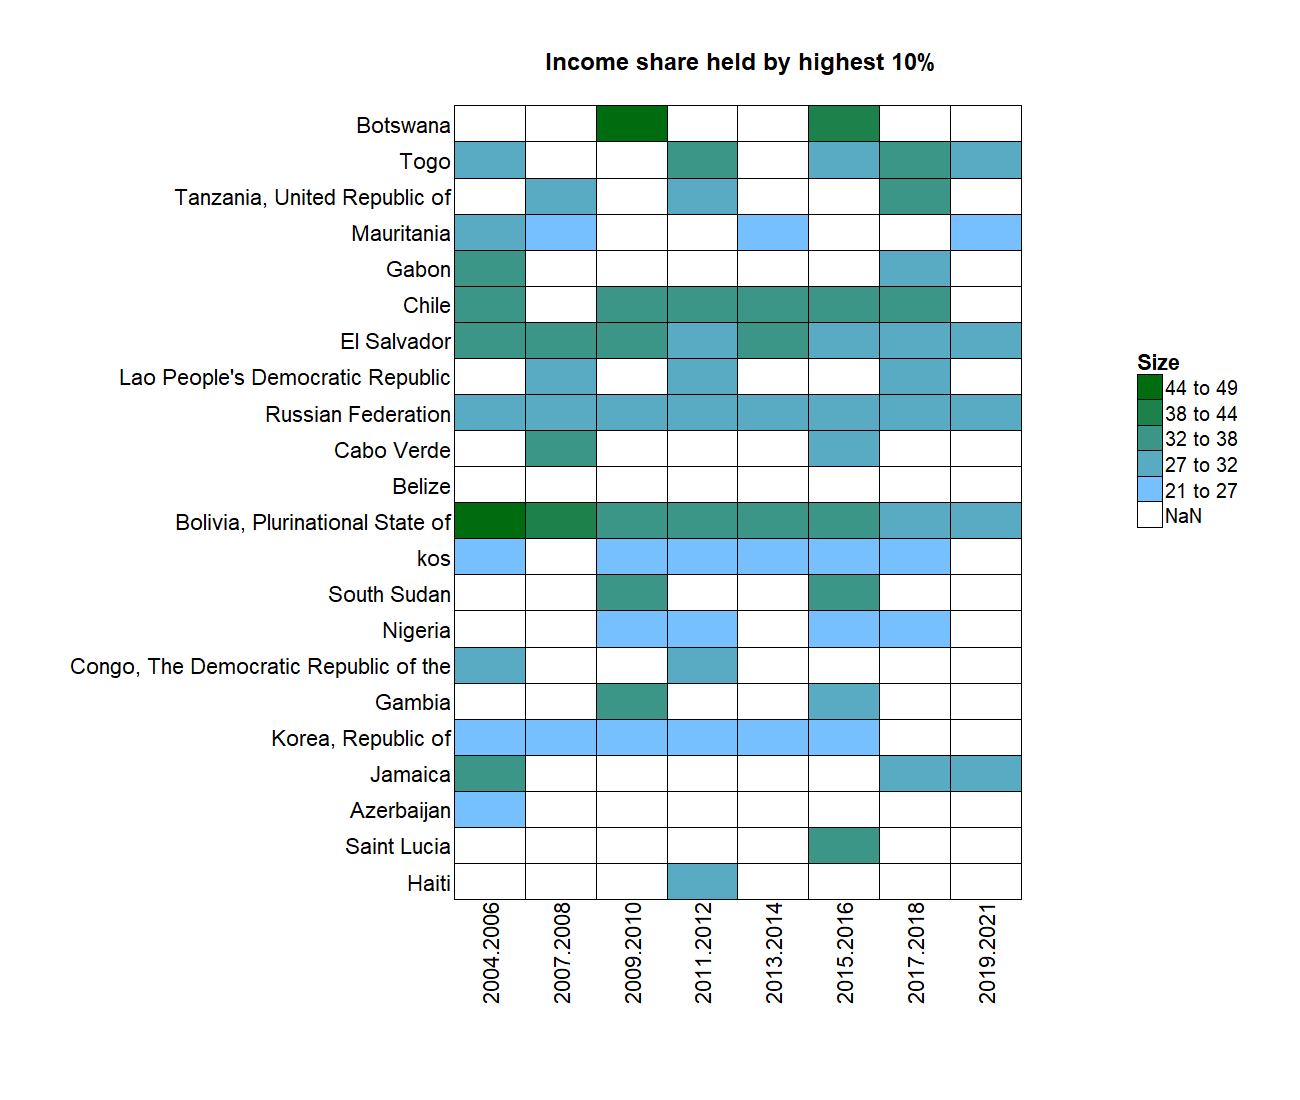 Income share held by highest 10%
Botswana
Togo
Tanzania, United Republic of
Mauritania
Gabon
Chile
El Salvador
Lao People's Democratic Republic
Russian Federation
Cabo Verde
Belize
Bolivia, Plurinational State of
kos
South Sudan
Nigeria
Congo, The Democratic Republic of the
Gambia
Korea, Republic of
Jamaica
Azerbaijan
Saint Lucia
Haiti
2004.2006
2007.2008
2009.2010
2011.2012
2013.2014
2015.2016
2017.2018
2019.2021
Size
44 to 49
38 to 44
32 to 38
27 to 32
21 to 27
NaN